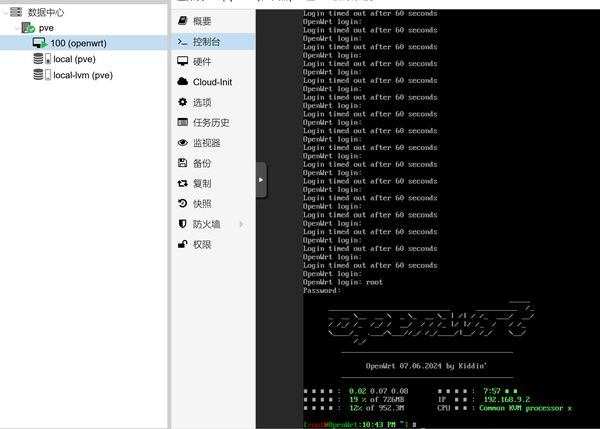 数据中心
pve
100 (openwrt)
local (pve)
local-lvm (pve)
概要
控制台
硬件
Cloud-Init
选项
任务历史
监视器
备份
复制
快照
防火墙
权限
Login timed out after 60 seconds
OpenWrt login:
Login timed out after 60 seconds
OpenWrt login:
Login timed out after 60 seconds
OpenWrt login:
Login timed out after 60 seconds
OpenWrt login:
Login timed out after 60 seconds
OpenWrt login:
Login timed out after 60 seconds
OpenWrt login:
Login timed out after 60 seconds
OpenWrt login:
Login timed out after 60 seconds
OpenWrt login:
Login timed out after 60 seconds
OpenWrt login:
Login timed out after 60 seconds
OpenWrt login:
Login timed out after 60 seconds
OpenWrt login:
Login timed out after 60 seconds
OpenWrt login:
Login timed out after 60 seconds
OpenWrt login:
Login timed out after 60 seconds
OpenWrt login:
Login timed out after 60 seconds
OpenWrt login:
Login timed out after 60 seconds
OpenWrt login:
OpenWrt login: root
Password:
openwrt
OpenWrt 07.06.2024 by Kiddin'
: 0.02 0.07 0.08 : 7:57
: 19 % of 726MB IP : 192.168.9.2
: 12% of 952.3M CPU : Common KVM processor x
[root@OpenWrt:10:43 PM ~] #